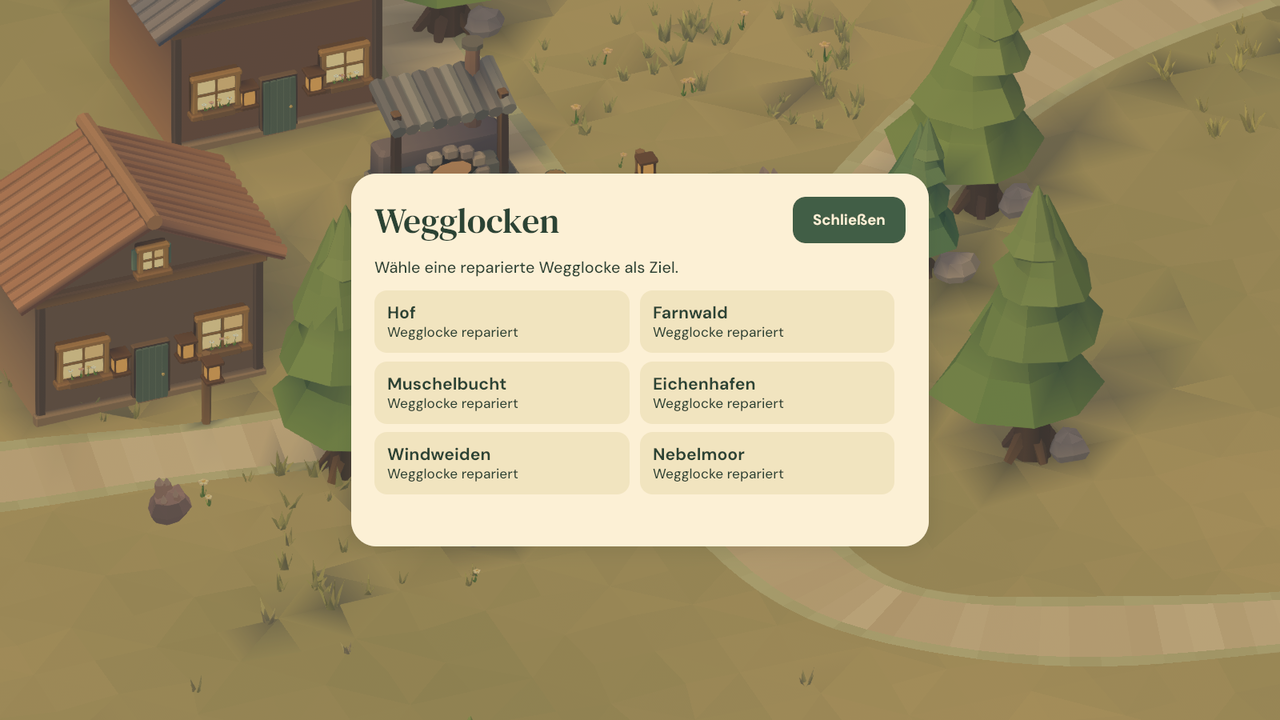 Wegglocken
Schließen
Wähle eine reparierte Wegglocke als Ziel.
Hof
Wegglocke repariert
Farnwald
Wegglocke repariert
Muschelbucht
Wegglocke repariert
Eichenhafen
Wegglocke repariert
Windweiden
Wegglocke repariert
Nebelmoor
Wegglocke repariert